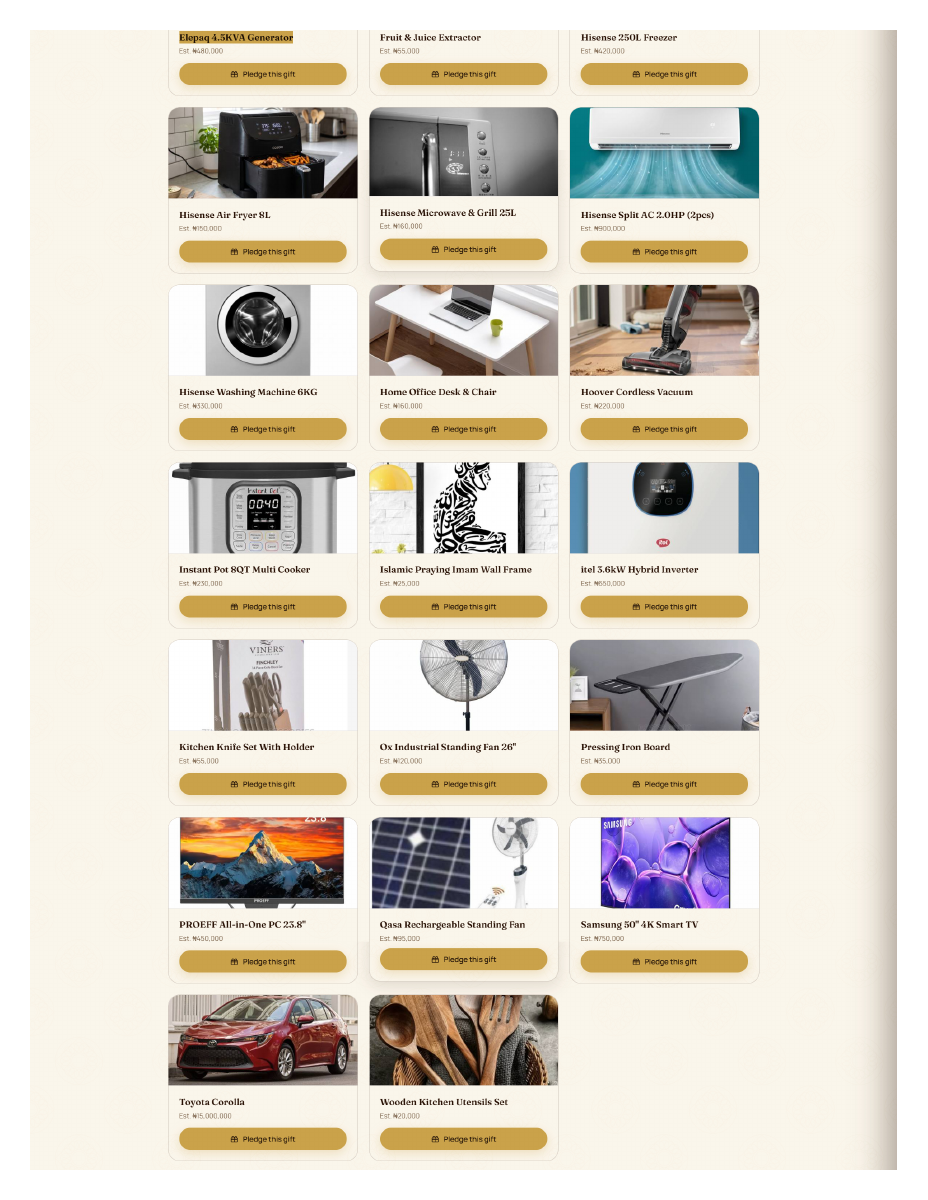 Elepaq 4.5KVA Generator
Est. ₦480,000
Pledge this gift
Fruit & Juice Extractor
Est. ₦55,000
Pledge this gift
Hisense 250L Freezer
Est. ₦420,000
Pledge this gift
Hisense Air Fryer 8L
Est. ₦150,000
Pledge this gift
Hisense Microwave & Grill 25L
Est. ₦160,000
Pledge this gift
Hisense Split AC 2.0HP (2pcs)
Est. ₦900,000
Pledge this gift
Hisense Washing Machine 6KG
Est. ₦330,000
Pledge this gift
Home Office Desk & Chair
Est. ₦160,000
Pledge this gift
Hoover Cordless Vacuum
Est. ₦220,000
Pledge this gift
Instant Pot
00:40
Instant Pot 8QT Multi Cooker
Est. ₦230,000
Pledge this gift
Islamic Praying Imam Wall Frame
Est. ₦25,000
Pledge this gift
itel
itel 3.6kW Hybrid Inverter
Est. ₦650,000
Pledge this gift
VINERS
FINCHLEY
Kitchen Knife Set With Holder
Est. ₦55,000
Pledge this gift
Ox Industrial Standing Fan 26"
Est. ₦120,000
Pledge this gift
Pressing Iron Board
Est. ₦35,000
Pledge this gift
23.8"
PROEFF
PROEFF All-in-One PC 23.8"
Est. ₦450,000
Pledge this gift
Qasa Rechargeable Standing Fan
Est. ₦95,000
Pledge this gift
SAMSUNG
Samsung 50" 4K Smart TV
Est. ₦750,000
Pledge this gift
Toyota Corolla
Est. ₦15,000,000
Pledge this gift
Wooden Kitchen Utensils Set
Est. ₦20,000
Pledge this gift